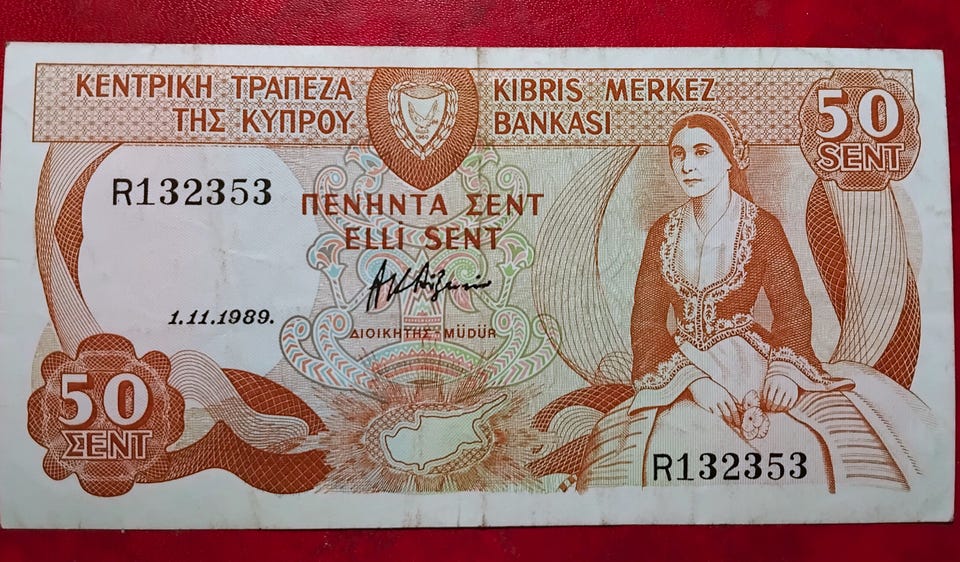 ΚΕΝΤΡΙΚΗ ΤΡΑΠΕΖΑ
ΤΗΣ ΚΥΠΡΟΥ
KIBRIS MERKEZ
BANKASI
50
SENT
R132353
ΠΕΝΗΝΤΑ ΣΕΝΤ
ELLİ SENT
1.11.1989.
ΔΙΟΙΚΗΤΗΣ - MÜDÜR
50
ΣΕΝΤ
R132353